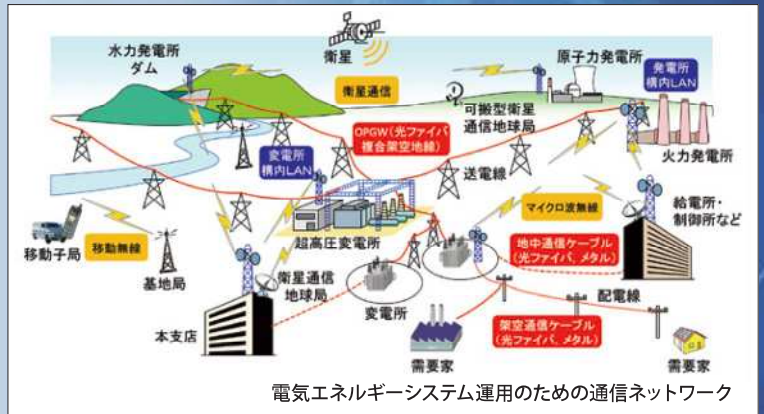 水力発電所
ダム
衛星
衛星通信
原子力発電所
発電所
構内LAN
可搬型衛星
通信地球局
OPGW(光ファイバ
複合架空地線)
変電所
構内LAN
送電線
火力発電所
マイクロ波無線
給電所・
制御所など
移動子局
移動無線
基地局
超高圧変電所
地中通信ケーブル
(光ファイバ、メタル)
衛星通信
地球局
本支店
変電所
配電線
架空通信ケーブル
(光ファイバ、メタル)
需要家
需要家
電気エネルギーシステム運用のための通信ネットワーク